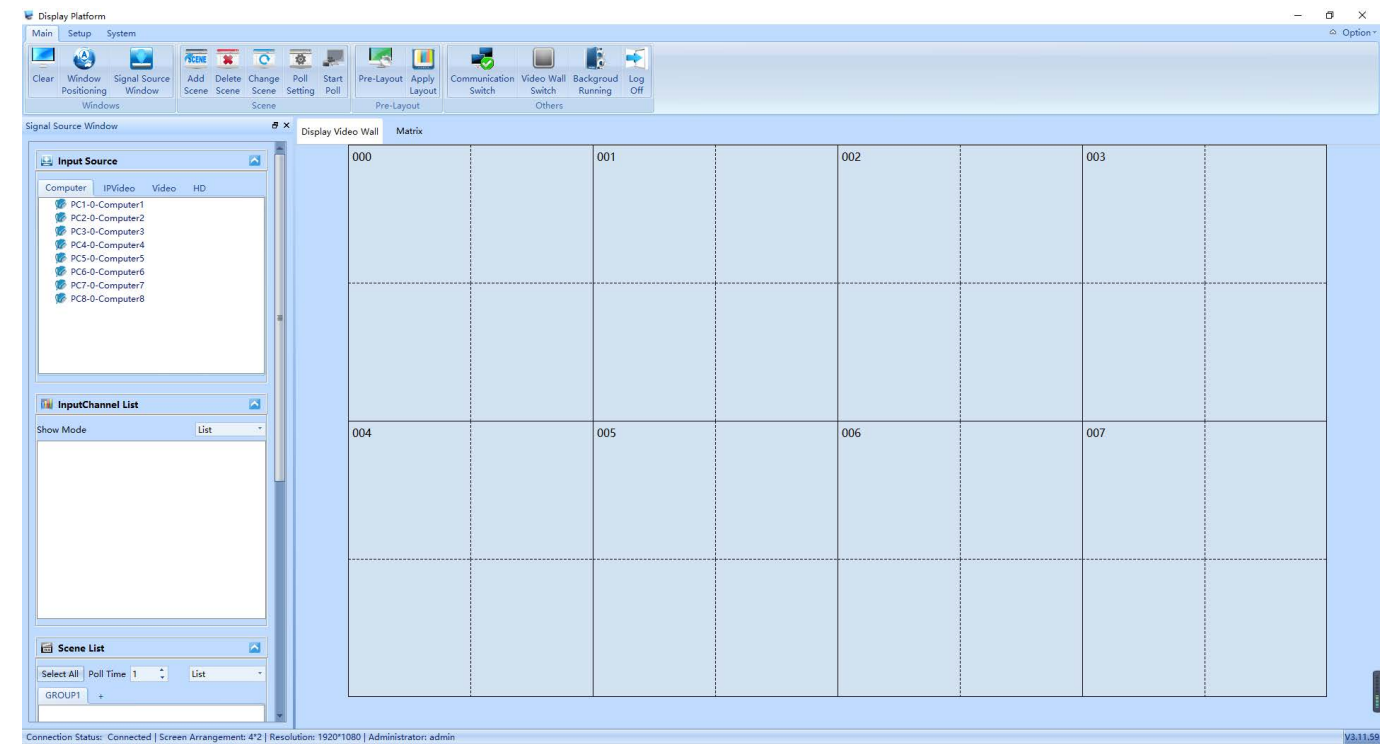 Display Platform
Main Setup System Option
Clear Window Positioning Signal Source Window SCENE Add Scene Delete Scene Change Scene Poll Setting Start Poll Pre-Layout Apply Layout Communication Switch Video Wall Switch Backgroud Running Log Off
Windows Scene Pre-Layout Others
Signal Source Window
Display Video Wall Matrix
Input Source
Computer IPVideo Video HD
PC1-0-Computer1
PC2-0-Computer2
PC3-0-Computer3
PC4-0-Computer4
PC5-0-Computer5
PC6-0-Computer6
PC7-0-Computer7
PC8-0-Computer8
InputChannel List
Show Mode List
Scene List
Select All Poll Time 1 List
GROUP1 +
000 001 002 003
004 005 006 007
Connection Status: Connected | Screen Arrangement: 4*2 | Resolution: 1920*1080 | Administrator: admin
V3.11.59